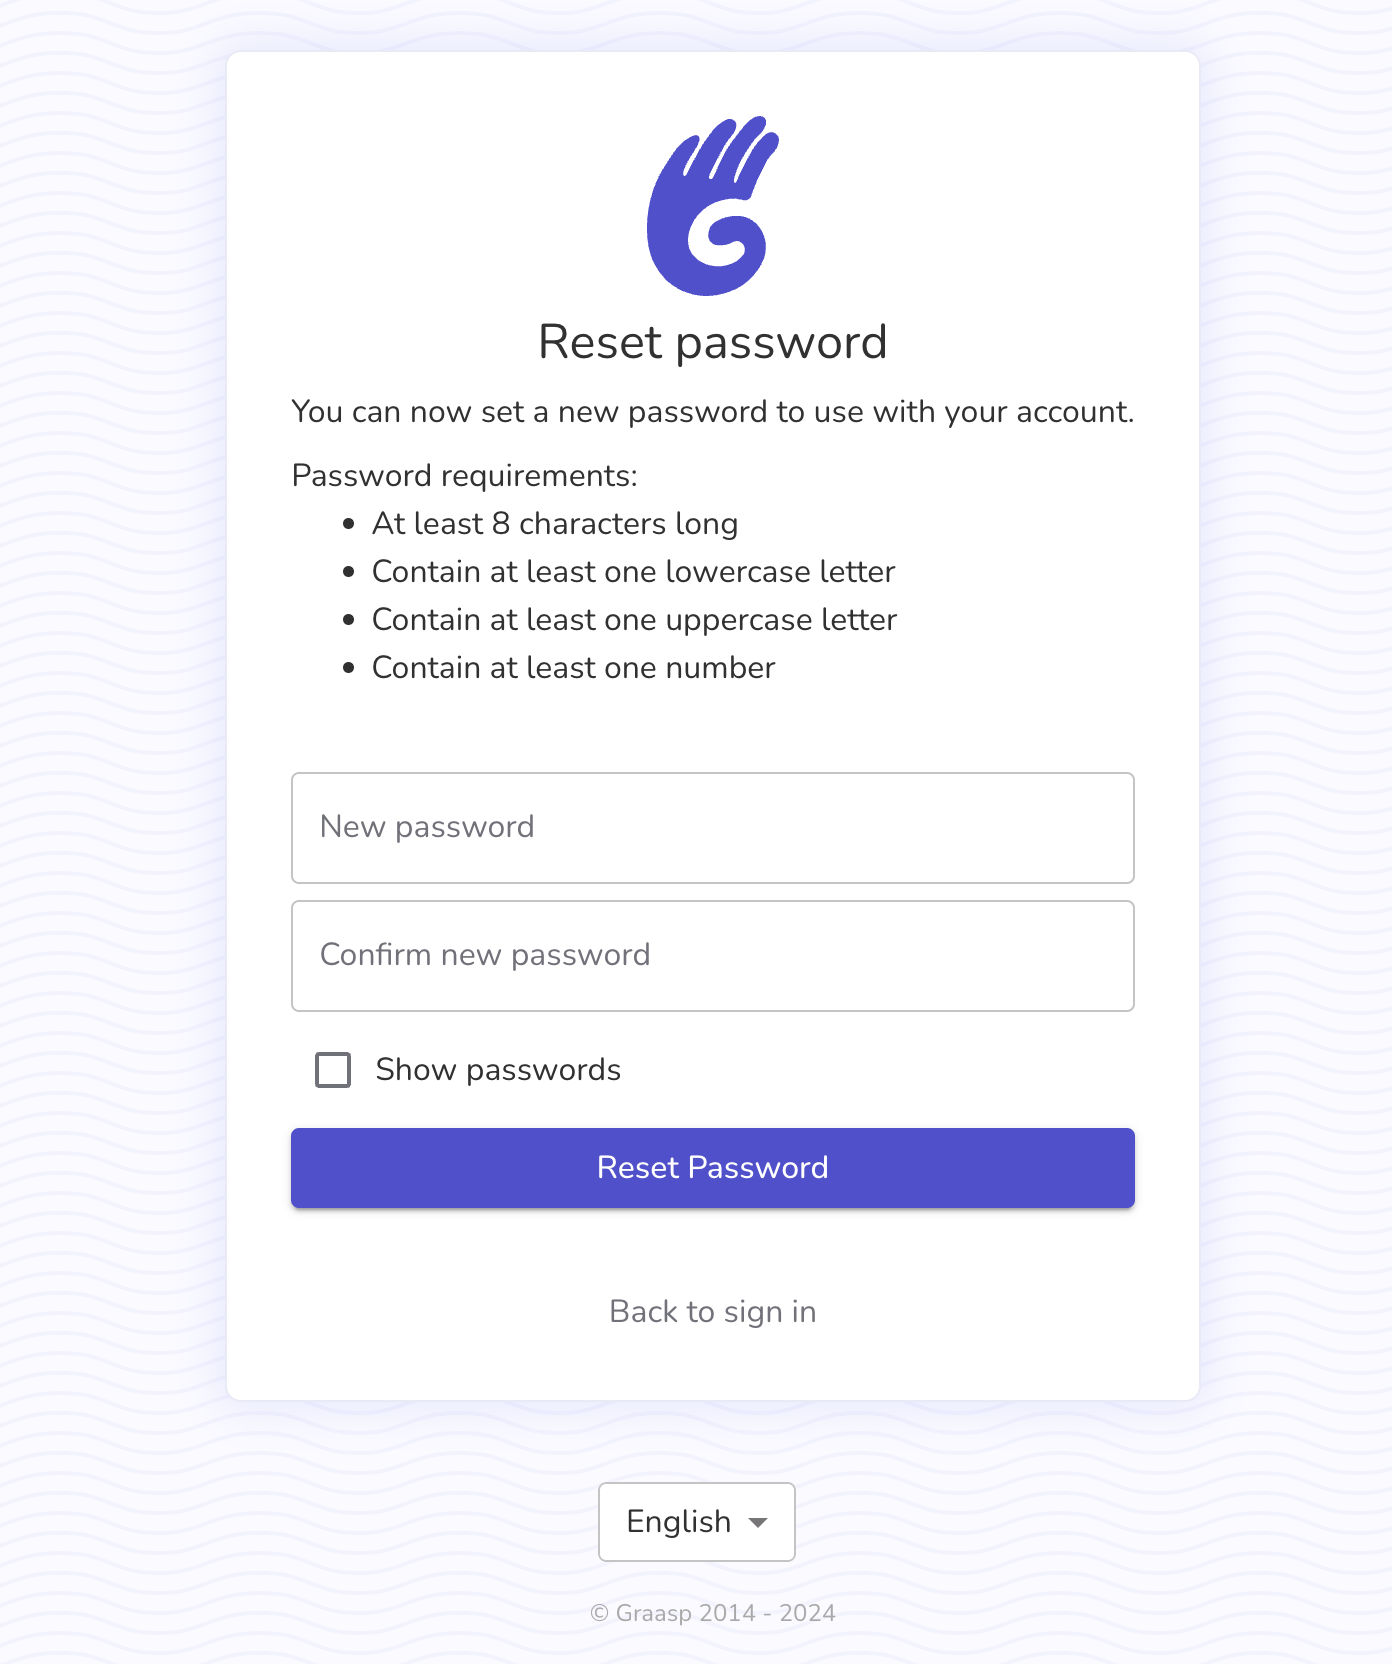 Reset password
You can now set a new password to use with your account.
Password requirements:
At least 8 characters long
Contain at least one lowercase letter
Contain at least one uppercase letter
Contain at least one number
New password
Confirm new password
Show passwords
Reset Password
Back to sign in
English
© Graasp 2014 - 2024